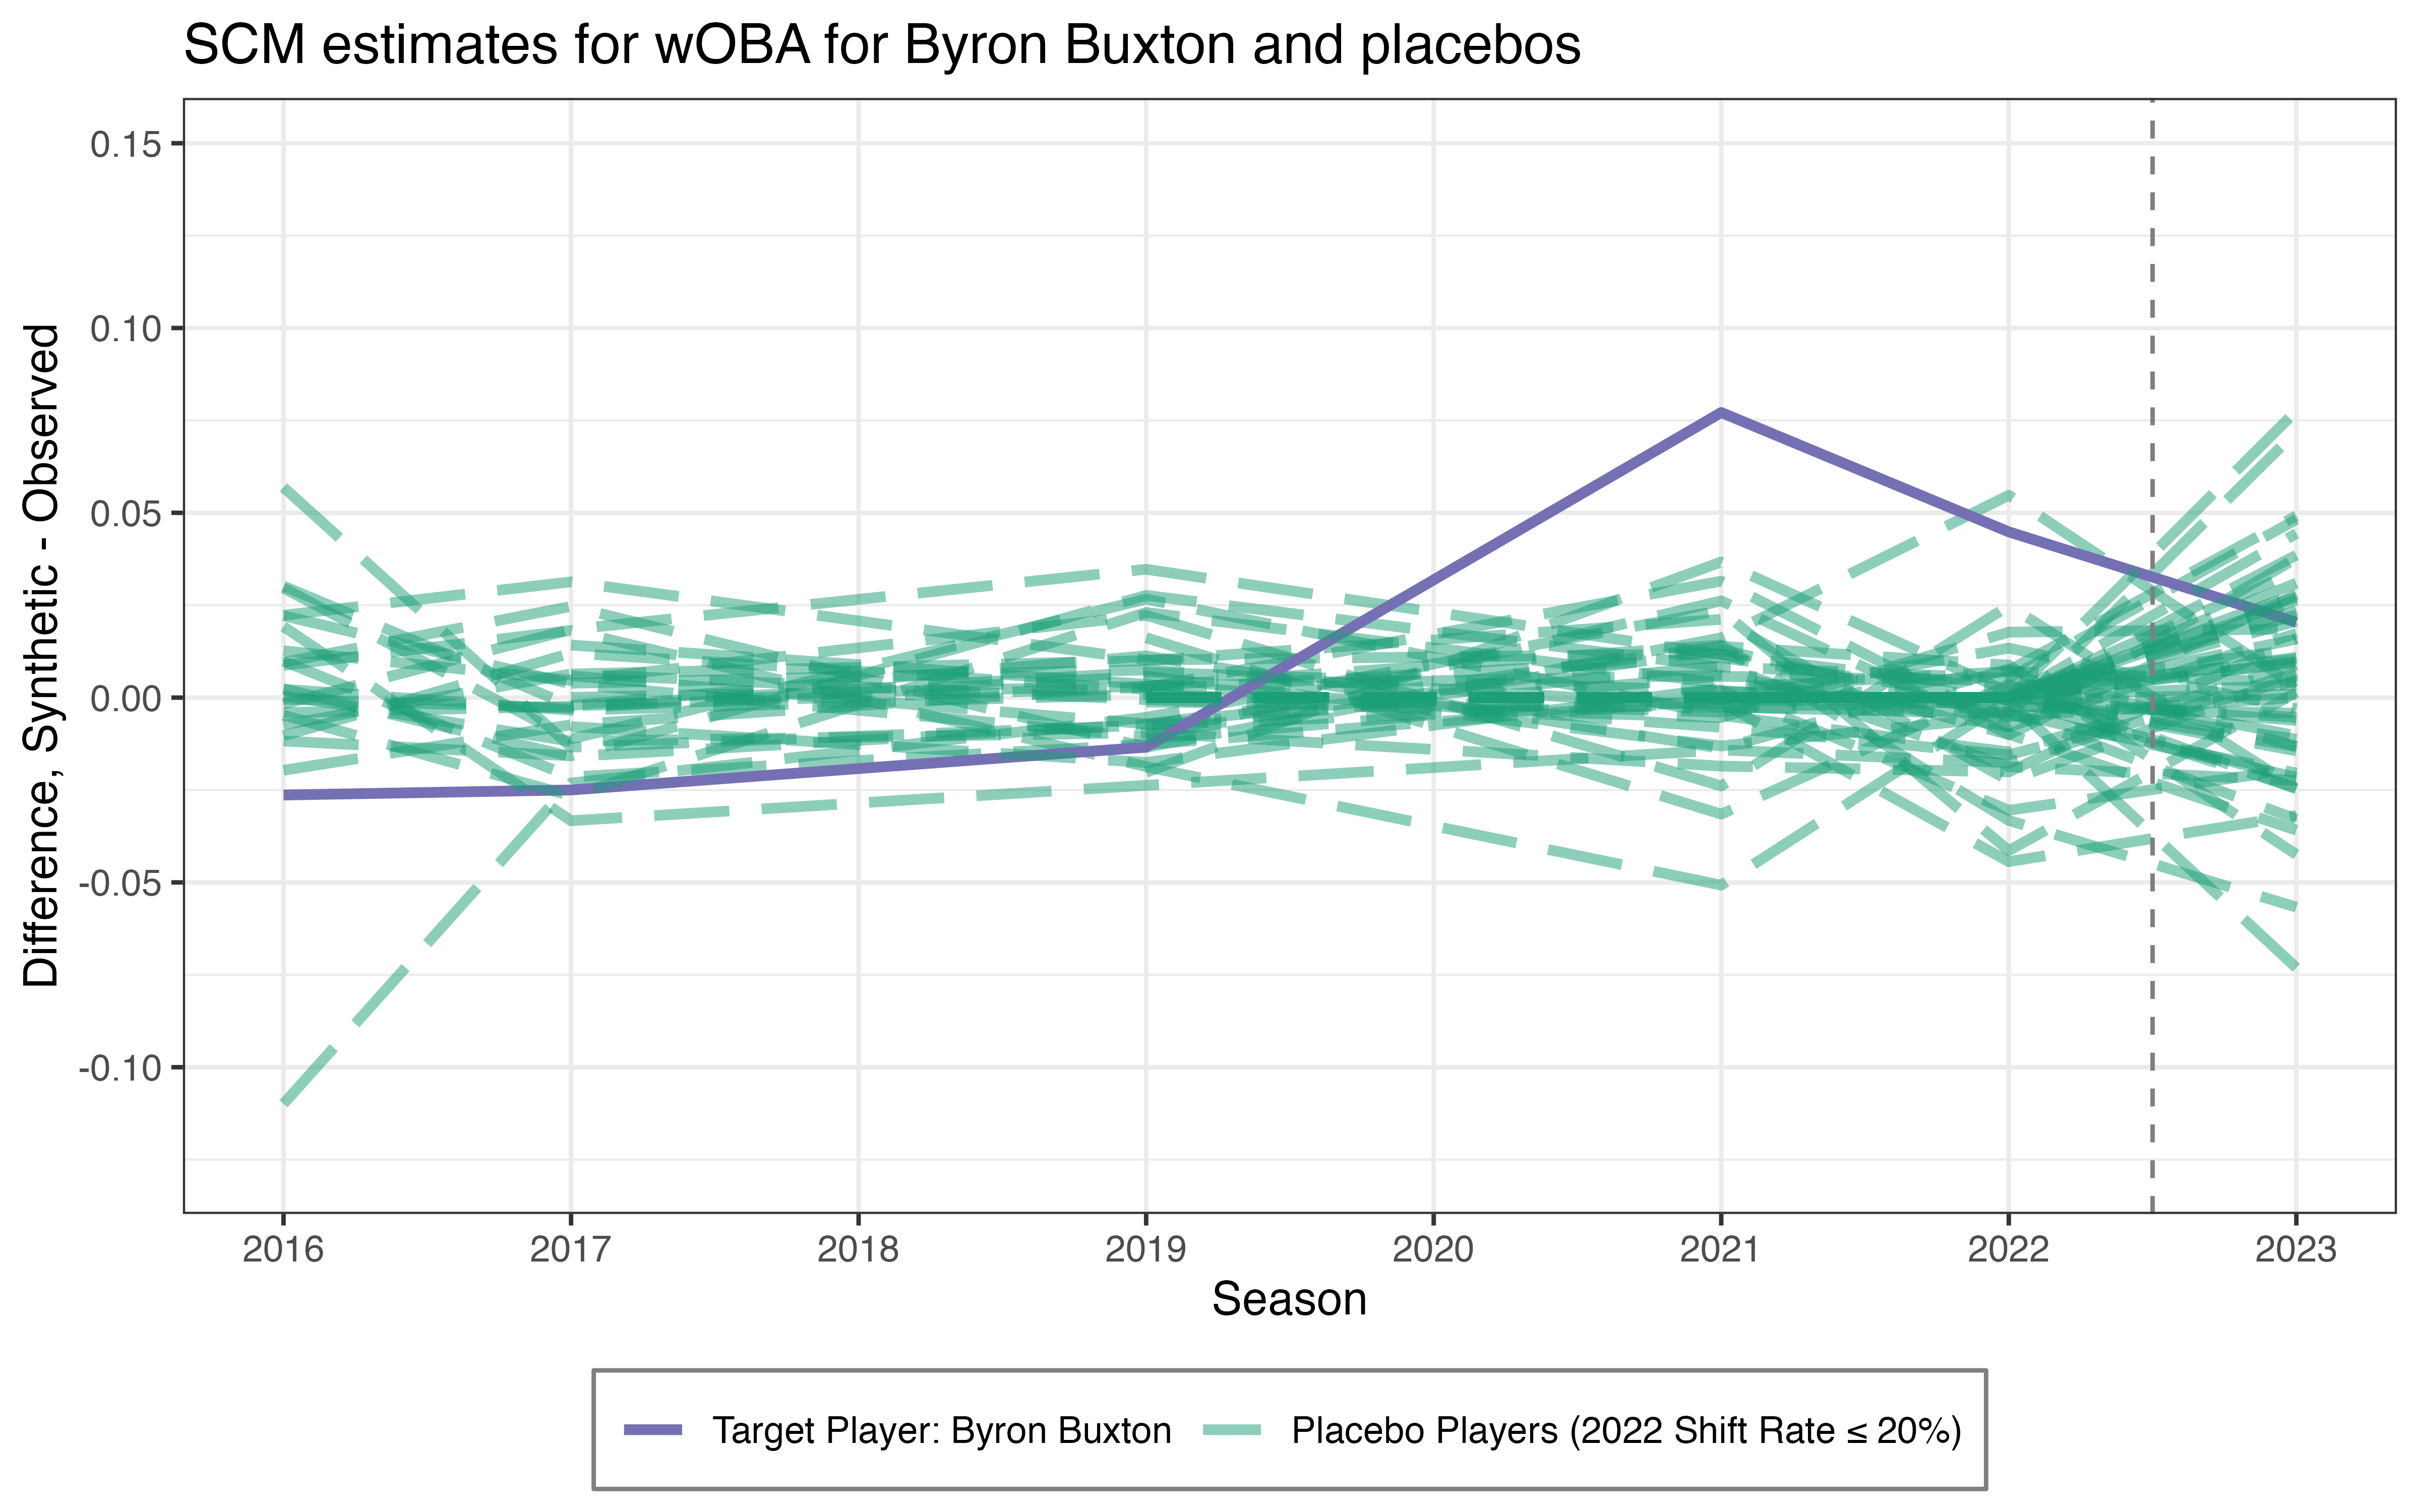 SCM estimates for wOBA for Byron Buxton and placebos
Difference, Synthetic - Observed
0.15
0.10
0.05
0.00
-0.05
-0.10
2016 2017 2018 2019 2020 2021 2022 2023
Season
Target Player: Byron Buxton Placebo Players (2022 Shift Rate ≤ 20%)